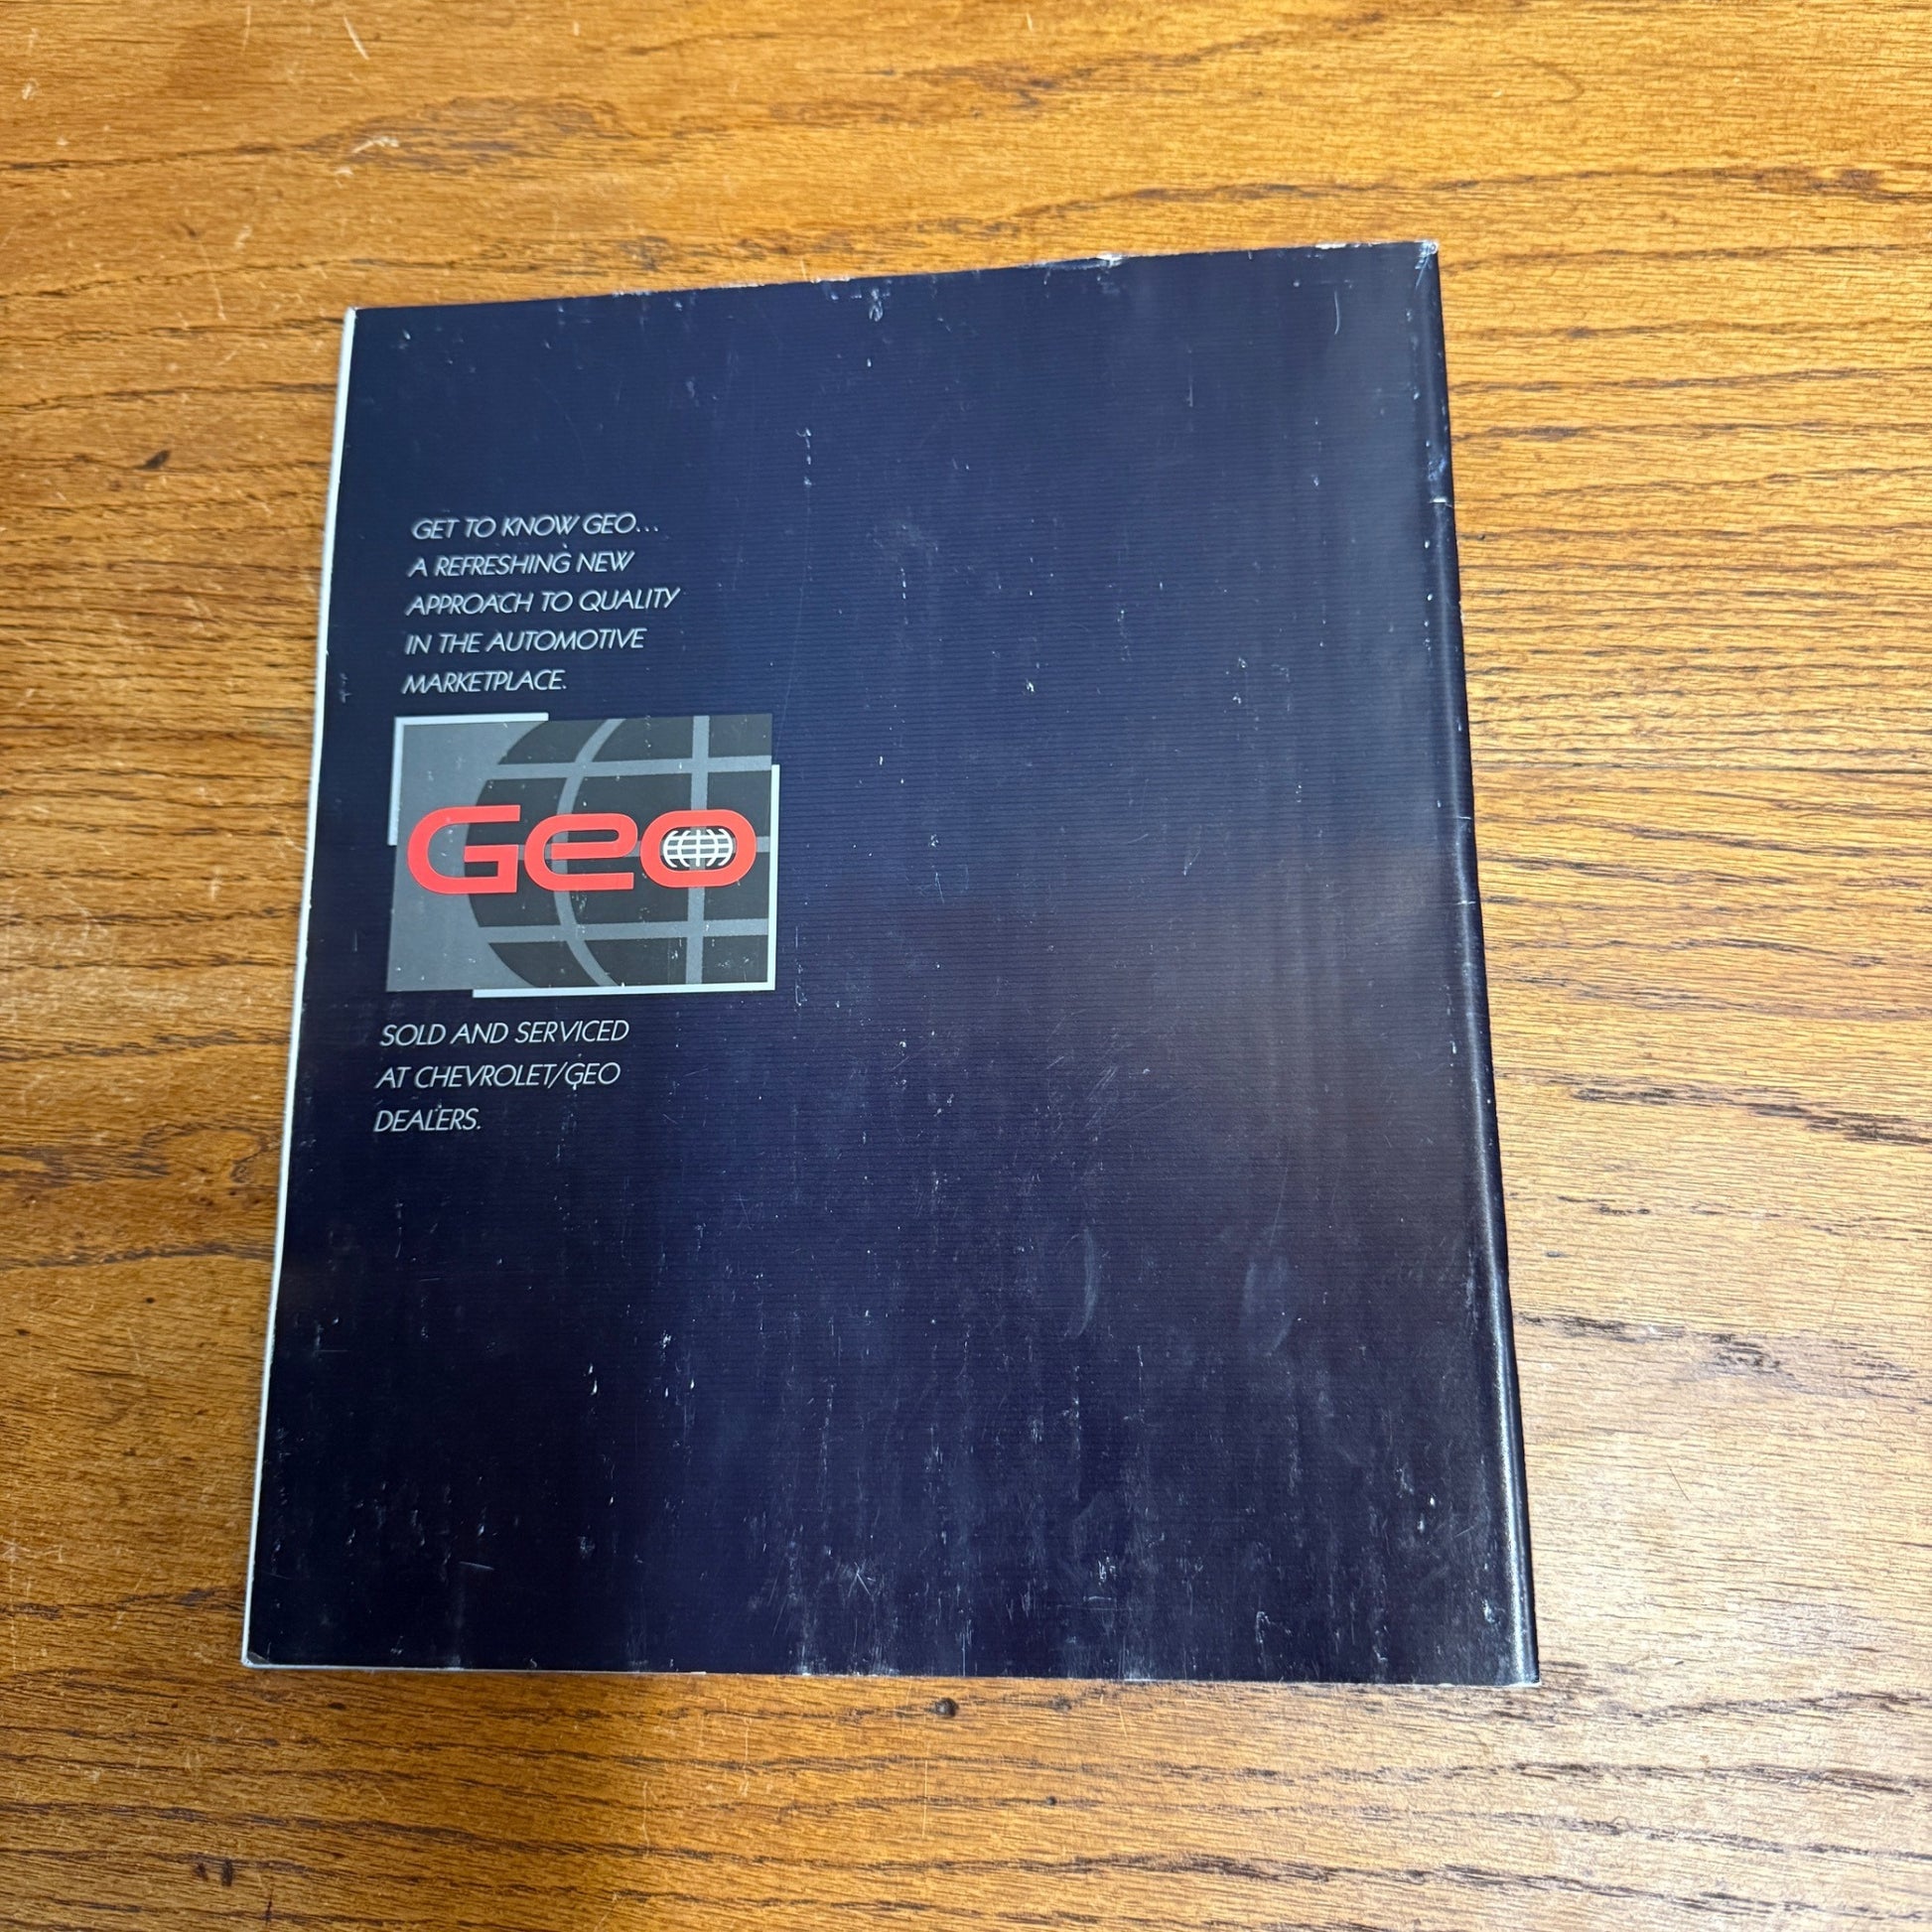 GET TO KNOW GEO...
A REFRESHING NEW
APPROACH TO QUALITY
IN THE AUTOMOTIVE
MARKETPLACE.
Geo
SOLD AND SERVICED
AT CHEVROLET/GEO
DEALERS.